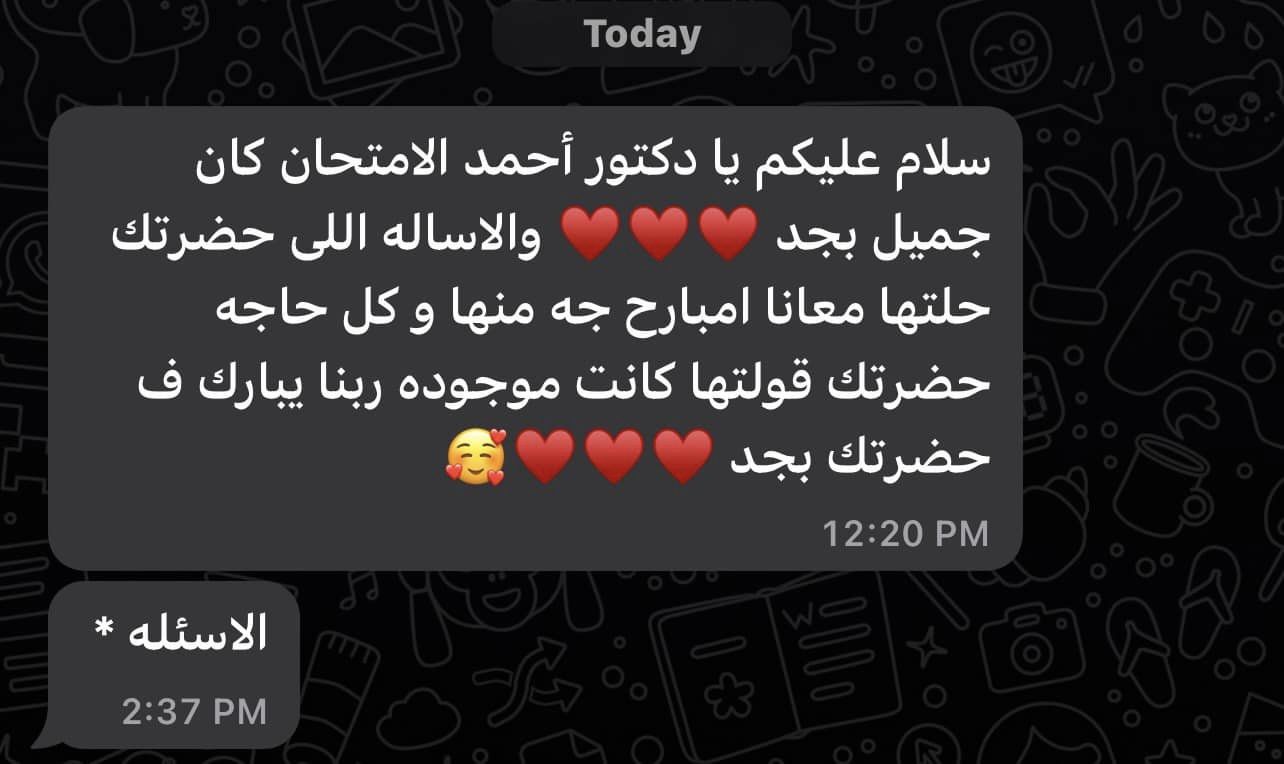 Today
سلام عليكم يا دكتور أحمد الامتحان كان
جميل بجد ❤️❤️❤️ والاساله اللى حضرتك
حلتها معانا امبارح جه منها و كل حاجه
حضرتك قولتها كانت موجوده ربنا يبارك ف
حضرتك بجد ❤️❤️❤️🥰
12:20 PM
الاسئله *
2:37 PM